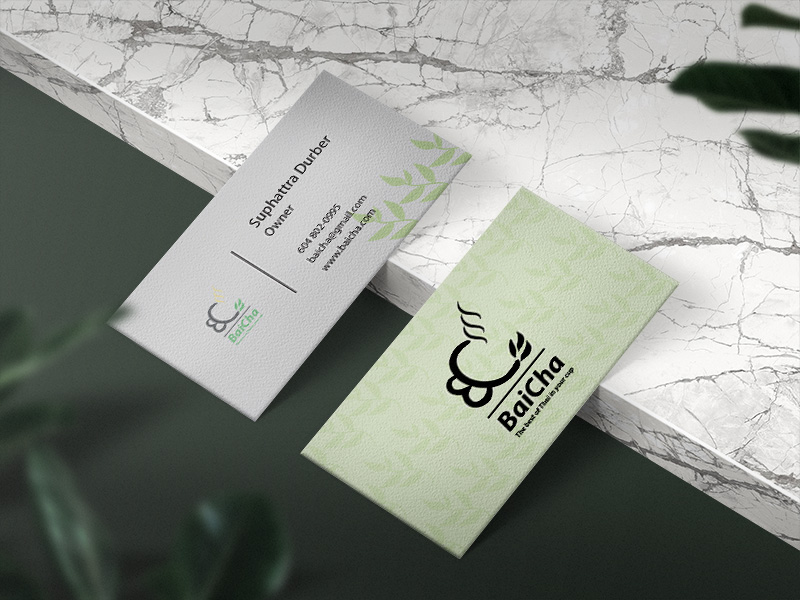 Suphattra Durber
Owner
604 802-0995
baicha@gmail.com
www.baicha.com
BaiCha
BaiCha
The best of Thai in your cup